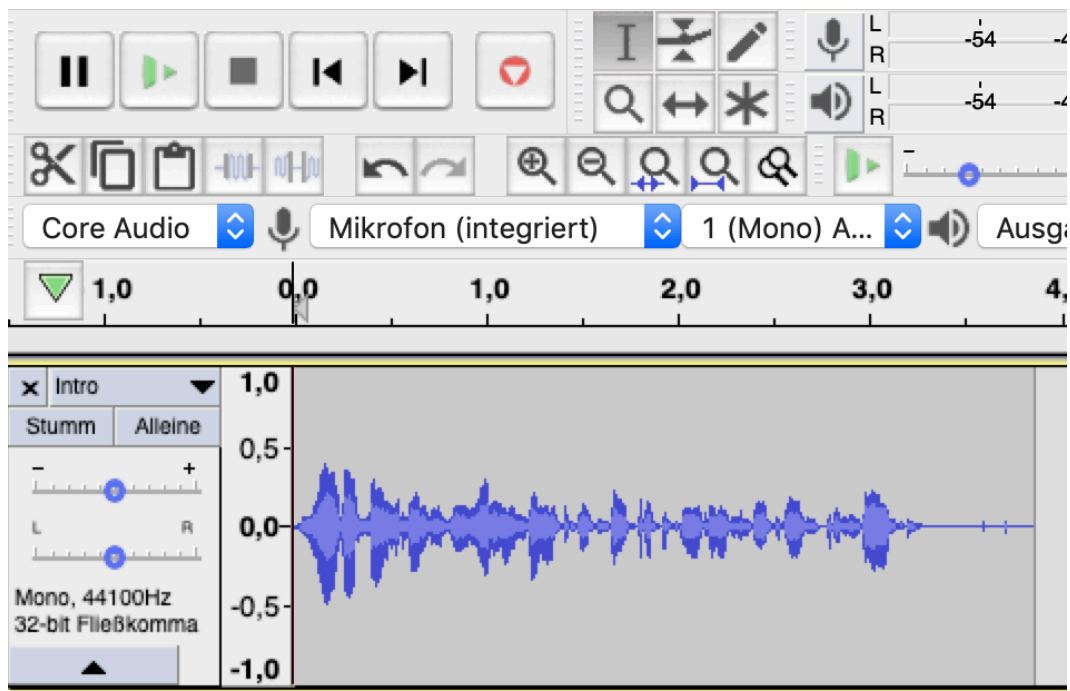 L
R
-54 -4
L
R
-54 -4
Core Audio Mikrofon (integriert) 1 (Mono) A... Ausga
1,0 0,0 1,0 2,0 3,0 4,
x Intro
Stumm Alleine
- +
L R
Mono, 44100Hz
32-bit Fließkomma
1,0
0,5
0,0
-0,5
-1,0